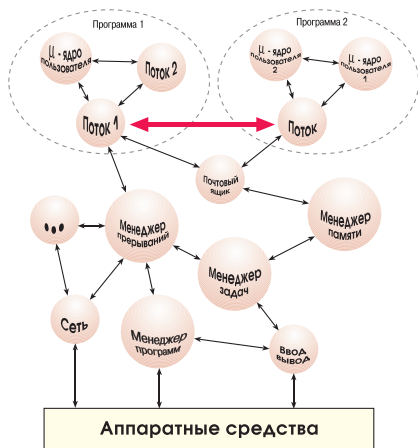 Программа 1
Программа 2
μ - ядро
пользователя
Поток 2
Поток 1
μ - ядро
пользователя
2
μ - ядро
пользователя
1
Поток
Почтовый
ящик
...
Менеджер
прерываний
Менеджер
памяти
Менеджер
задач
Сеть
Менеджер
программ
Ввод
вывод
Аппаратные средства